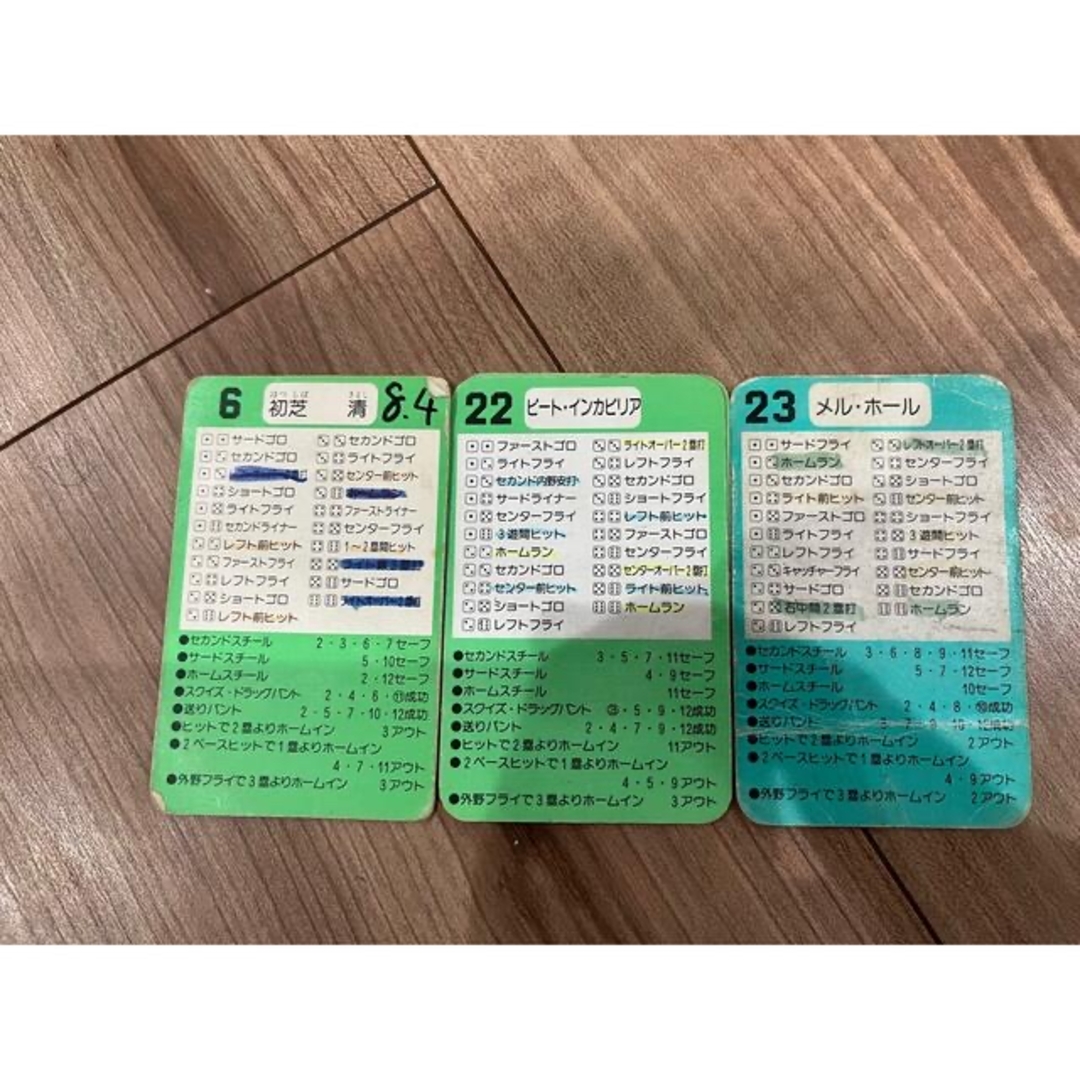 6 初芝 清 8.4
はつ しば きよし
サードゴロ セカンドゴロ
セカンドゴロ ライトフライ
センター前ヒット
ショートゴロ ホームラン
ライトフライ ファーストライナー
セカンドライナー センターフライ
レフト前ヒット 1〜2塁間ヒット
ファーストフライ
レフトフライ サードゴロ
ショートゴロ ライトオーバー2塁打
レフト前ヒット
●セカンドスチール 2・3・6・7セーフ
●サードスチール 5・10セーフ
●ホームスチール 2・12セーフ
●スクイズ・ドラッグバント 2・4・6・⑪成功
●送りバント 2・5・7・10・12成功
●ヒットで2塁よりホームイン 3アウト
●2ベースヒットで1塁よりホームイン
4・7・11アウト
●外野フライで3塁よりホームイン 3アウト
22 ピート・インカビリア
ファーストゴロ ライトオーバー2塁打
ライトフライ レフトフライ
セカンド内野安打 セカンドゴロ
サードライナー ショートフライ
センターフライ レフト前ヒット
3遊間ヒット ファーストゴロ
ホームラン センターフライ
セカンドゴロ センターオーバー2塁打
センター前ヒット ライト前ヒット
ショートゴロ ホームラン
レフトフライ
●セカンドスチール 3・5・7・11セーフ
●サードスチール 4・9セーフ
●ホームスチール 11セーフ
●スクイズ・ドラッグバント ③・5・9・12成功
●送りバント 2・4・7・9・12成功
●ヒットで2塁よりホームイン 11アウト
●2ベースヒットで1塁よりホームイン
4・5・9アウト
●外野フライで3塁よりホームイン 3アウト
23 メル・ホール
サードフライ レフトオーバー2塁打
ホームラン センターフライ
セカンドゴロ ショートゴロ
ライト前ヒット センター前ヒット
ファーストゴロ ショートフライ
ライトフライ 3遊間ヒット
レフトフライ サードフライ
キャッチャーフライ センター前ヒット
サードゴロ セカンドゴロ
右中間2塁打 ホームラン
レフトフライ
●セカンドスチール 3・6・8・9・11セーフ
●サードスチール 5・7・12セーフ
●ホームスチール 10セーフ
●スクイズ・ドラッグバント 2・4・8・⑩成功
●送りバント 7・9・10・12成功
●ヒットで2塁よりホームイン 2アウト
●2ベースヒットで1塁よりホームイン
4・9アウト
●外野フライで3塁よりホームイン 2アウト